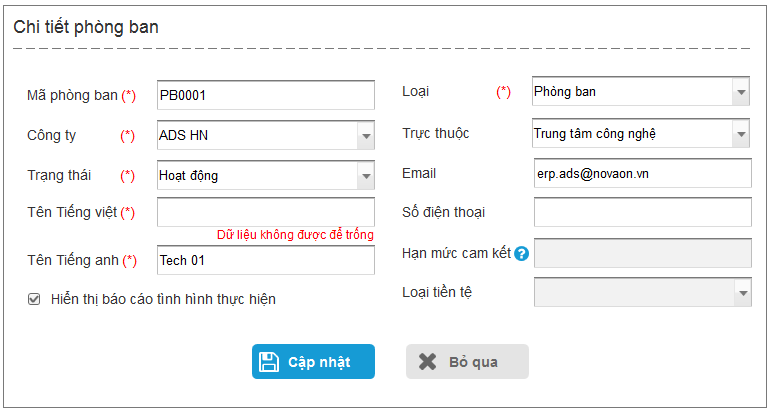 Chi tiết phòng ban
Mã phòng ban (*) PB0001
Loại (*) Phòng ban
Công ty (*) ADS HN
Trực thuộc Trung tâm công nghệ
Trạng thái (*) Hoạt động
Email erp.ads@novaon.vn
Tên Tiếng việt (*)
Số điện thoại
Dữ liệu không được để trống
Tên Tiếng anh (*) Tech 01
Hạn mức cam kết ?
Hiển thị báo cáo tình hình thực hiện
Loại tiền tệ
Cập nhật
Bỏ qua